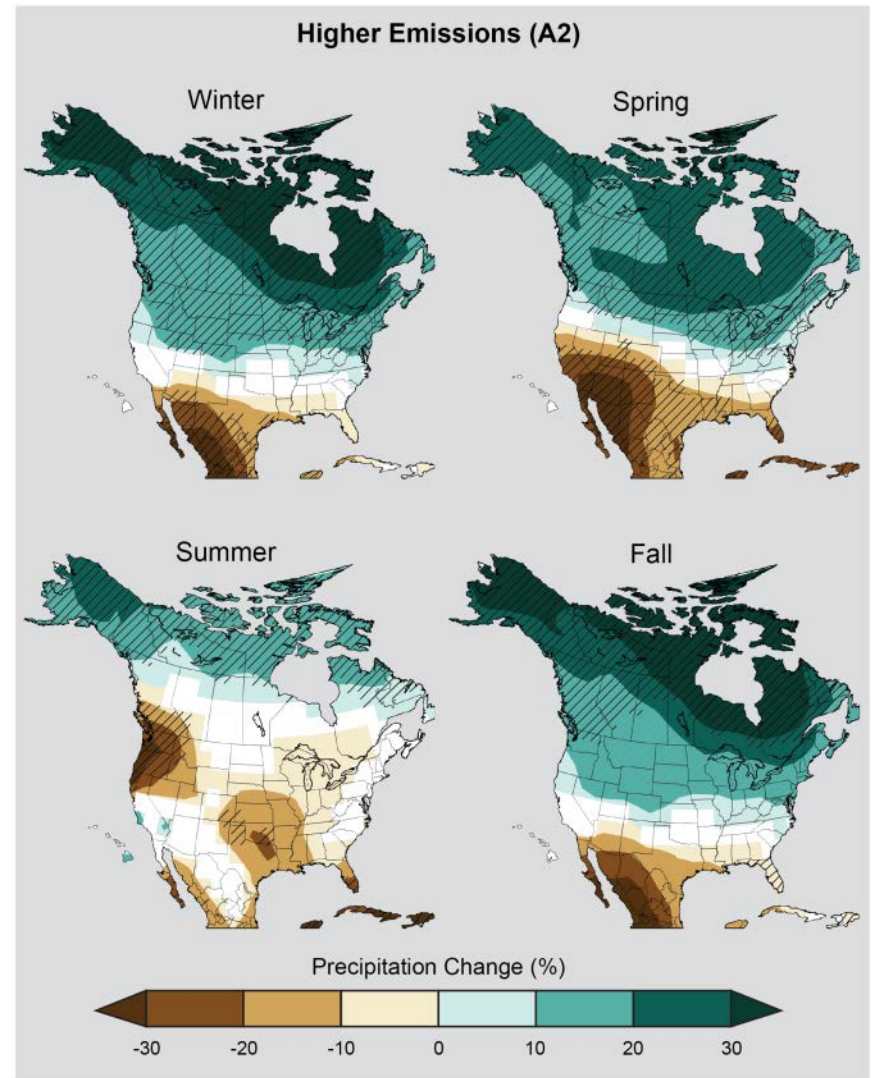 Higher Emissions (A2)
Winter
Spring
Summer
Fall
Precipitation Change (%)
-30 -20 -10 0 10 20 30